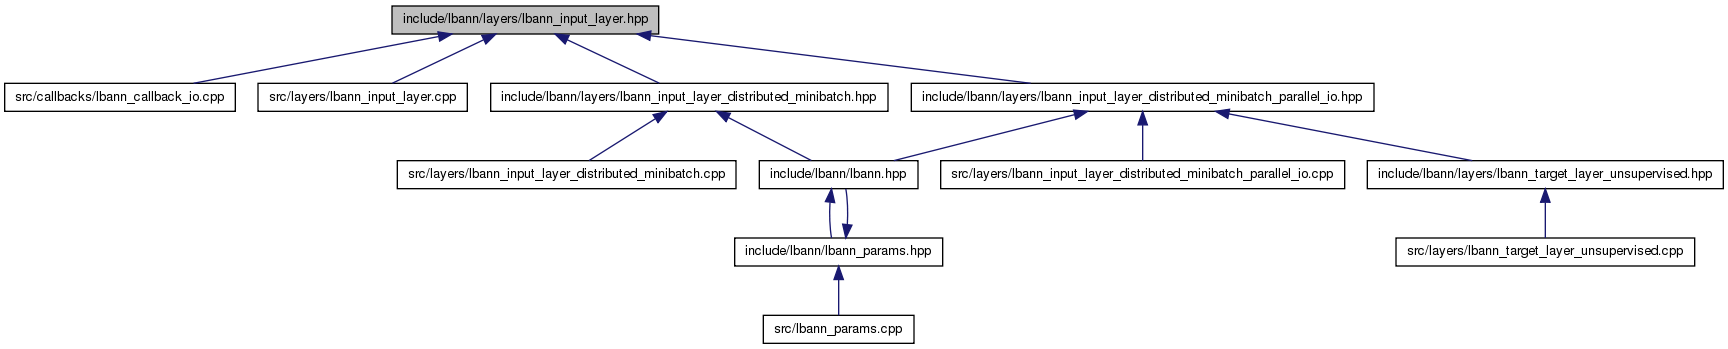 include/lbann/layers/lbann_input_layer.hpp
src/callbacks/lbann_callback_io.cpp
src/layers/lbann_input_layer.cpp
include/lbann/layers/lbann_input_layer_distributed_minibatch.hpp
include/lbann/layers/lbann_input_layer_distributed_minibatch_parallel_io.hpp
src/layers/lbann_input_layer_distributed_minibatch.cpp
include/lbann/lbann.hpp
src/layers/lbann_input_layer_distributed_minibatch_parallel_io.cpp
include/lbann/layers/lbann_target_layer_unsupervised.hpp
include/lbann/lbann_params.hpp
src/layers/lbann_target_layer_unsupervised.cpp
src/lbann_params.cpp